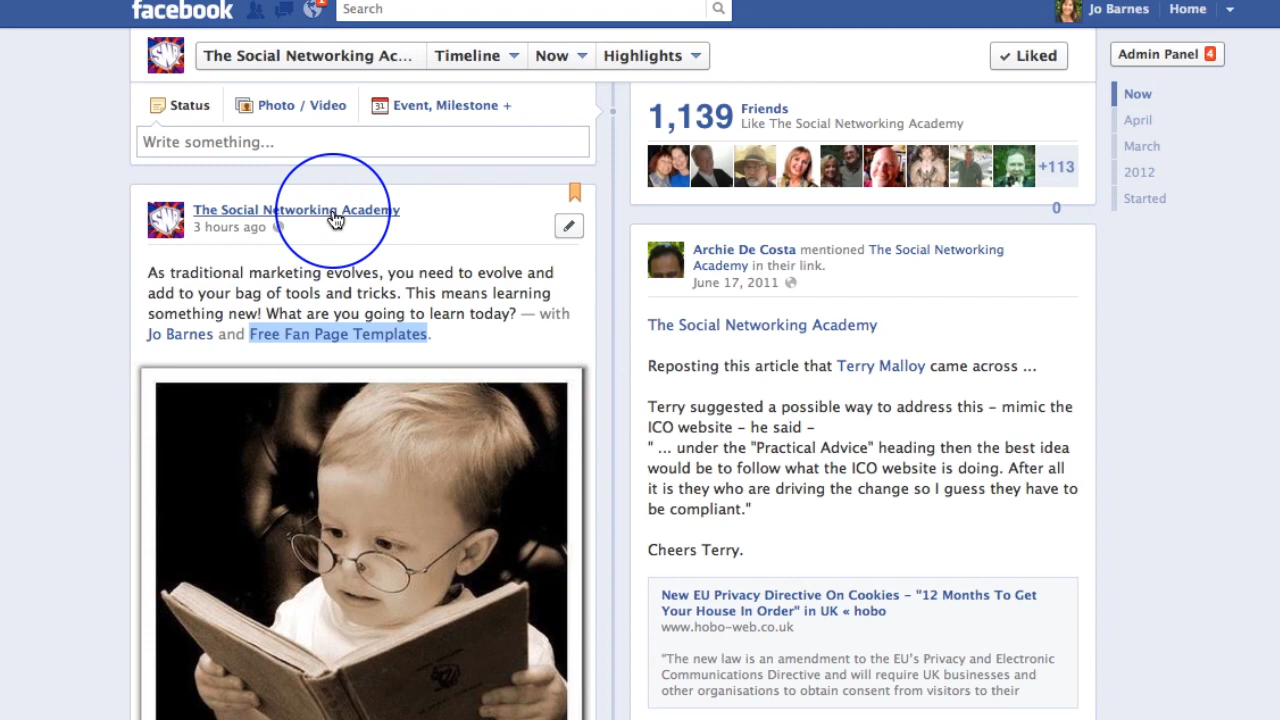 facebook
1
Search
Jo Barnes
Home
The Social Networking Ac...
Timeline
Now
Highlights
Liked
Admin Panel 4
Status
Photo / Video
31
Event, Milestone +
Write something...
The Social Networking Academy
3 hours ago
As traditional marketing evolves, you need to evolve and
add to your bag of tools and tricks. This means learning
something new! What are you going to learn today? — with
Jo Barnes and Free Fan Page Templates.
1,139 Friends
Like The Social Networking Academy
+113
0
Archie De Costa mentioned The Social Networking
Academy in their link.
June 17, 2011
The Social Networking Academy
Reposting this article that Terry Malloy came across ...
Terry suggested a possible way to address this – mimic the
ICO website – he said –
" ... under the "Practical Advice" heading then the best idea
would be to follow what the ICO website is doing. After all
it is they who are driving the change so I guess they have to
be compliant."
Cheers Terry.
New EU Privacy Directive On Cookies – "12 Months To Get
Your House In Order" in UK « hobo
www.hobo-web.co.uk
"The new law is an amendment to the EU's Privacy and Electronic
Communications Directive and will require UK businesses and
other organisations to obtain consent from visitors to their
Now
April
March
2012
Started